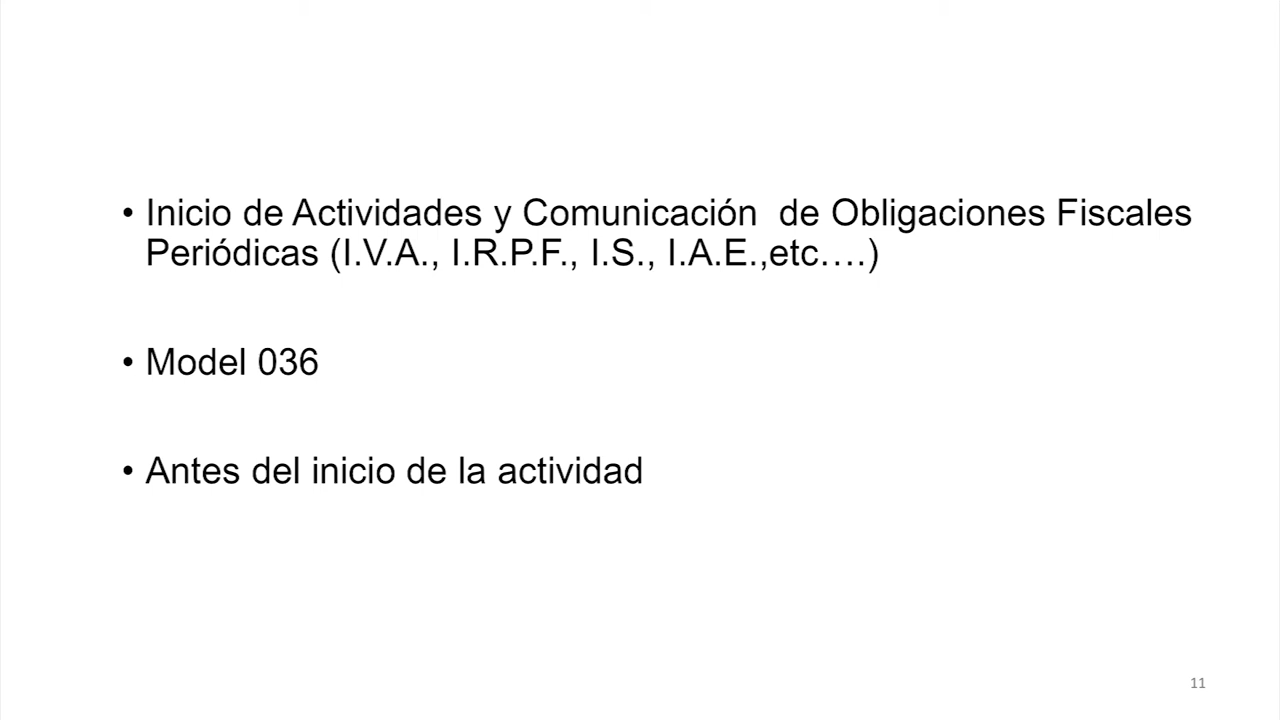 • Inicio de Actividades y Comunicación  de Obligaciones Fiscales
Periódicas (I.V.A., I.R.P.F., I.S., I.A.E.,etc….)
• Model 036
• Antes del inicio de la actividad
11